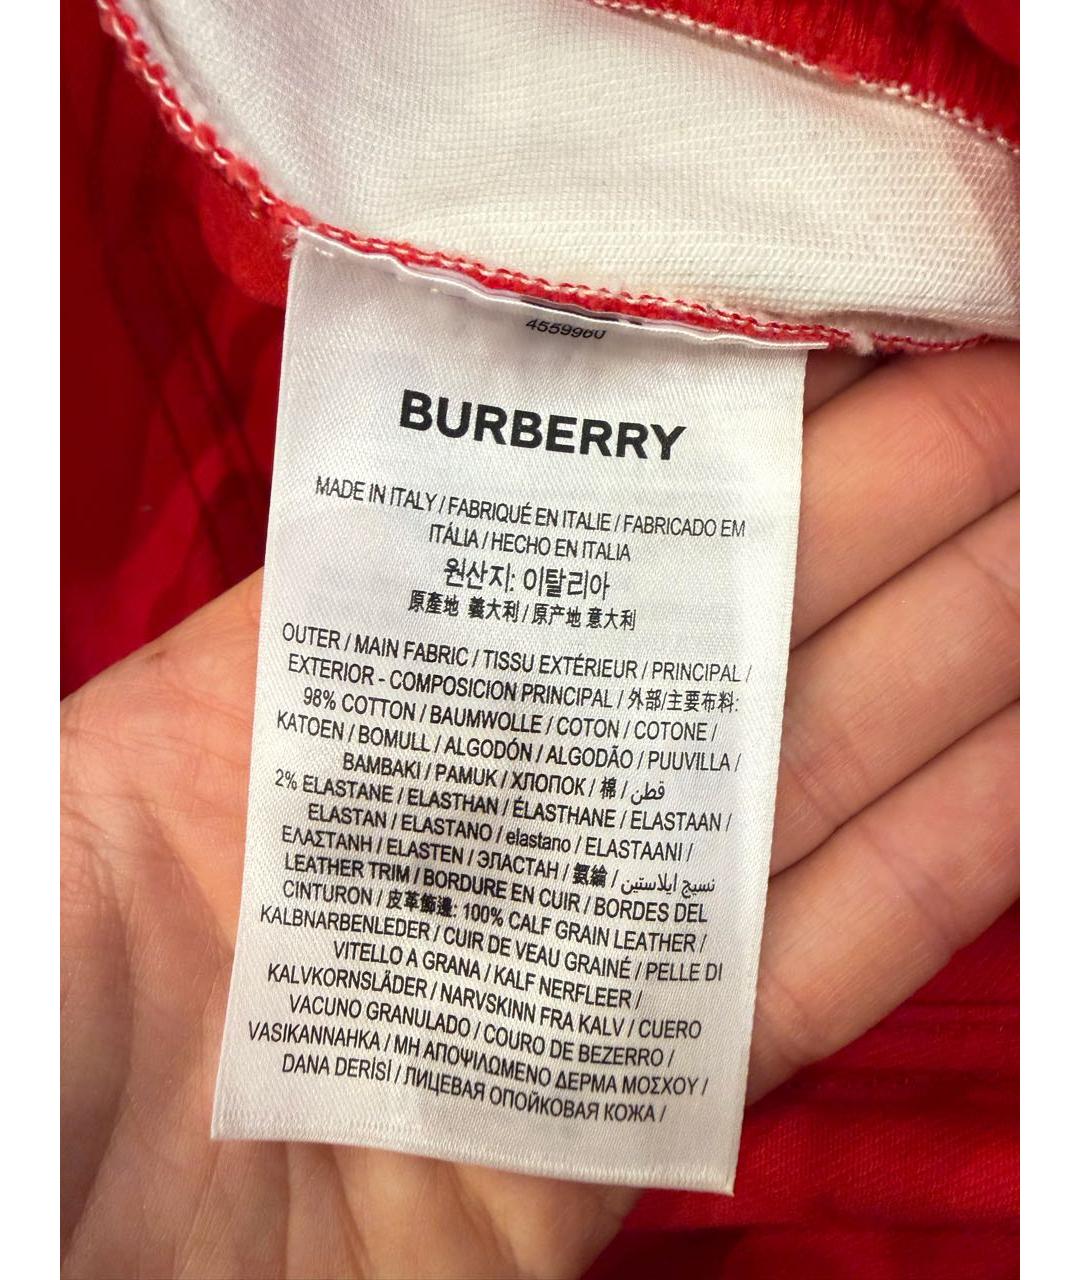 4559960
BURBERRY
MADE IN ITALY / FABRIQUÉ EN ITALIE / FABRICADO EM
ITÁLIA / HECHO EN ITALIA
원산지: 이탈리아
原產地 義大利 / 原产地 意大利
OUTER / MAIN FABRIC / TISSU EXTÉRIEUR / PRINCIPAL /
EXTERIOR - COMPOSICION PRINCIPAL / 外部/主要布料:
98% COTTON / BAUMWOLLE / COTON / COTONE /
KATOEN / BOMULL / ALGODÓN / ALGODÃO / PUUVILLA /
BAMBAKI / PAMUK / ХЛОПОК / 棉 / قطن
2% ELASTANE / ELASTHAN / ÉLASTHANE / ELASTAAN /
ELASTAN / ELASTANO / elastano / ELASTAANI /
ΕΛΑΣΤΑΝΗ / ELASTEN / ЭЛАСТАН / 氨綸 / نسيج ايلاستين
LEATHER TRIM / BORDURE EN CUIR / BORDES DEL
CINTURON / 皮革飾邊: 100% CALF GRAIN LEATHER /
KALBNARBENLEDER / CUIR DE VEAU GRAINÉ / PELLE DI
VITELLO A GRANA / KALF NERFLEER /
KALVKORNSLÄDER / NARVSKINN FRA KALV / CUERO
VACUNO GRANULADO / COURO DE BEZERRO /
VASIKANNAHKA / ΜΗ ΑΠΟΨΙΛΩΜΕΝΟ ΔΕΡΜΑ ΜΟΣΧΟΥ /
DANA DERİSİ / ЛИЦЕВАЯ ОПОЙКОВАЯ КОЖА /